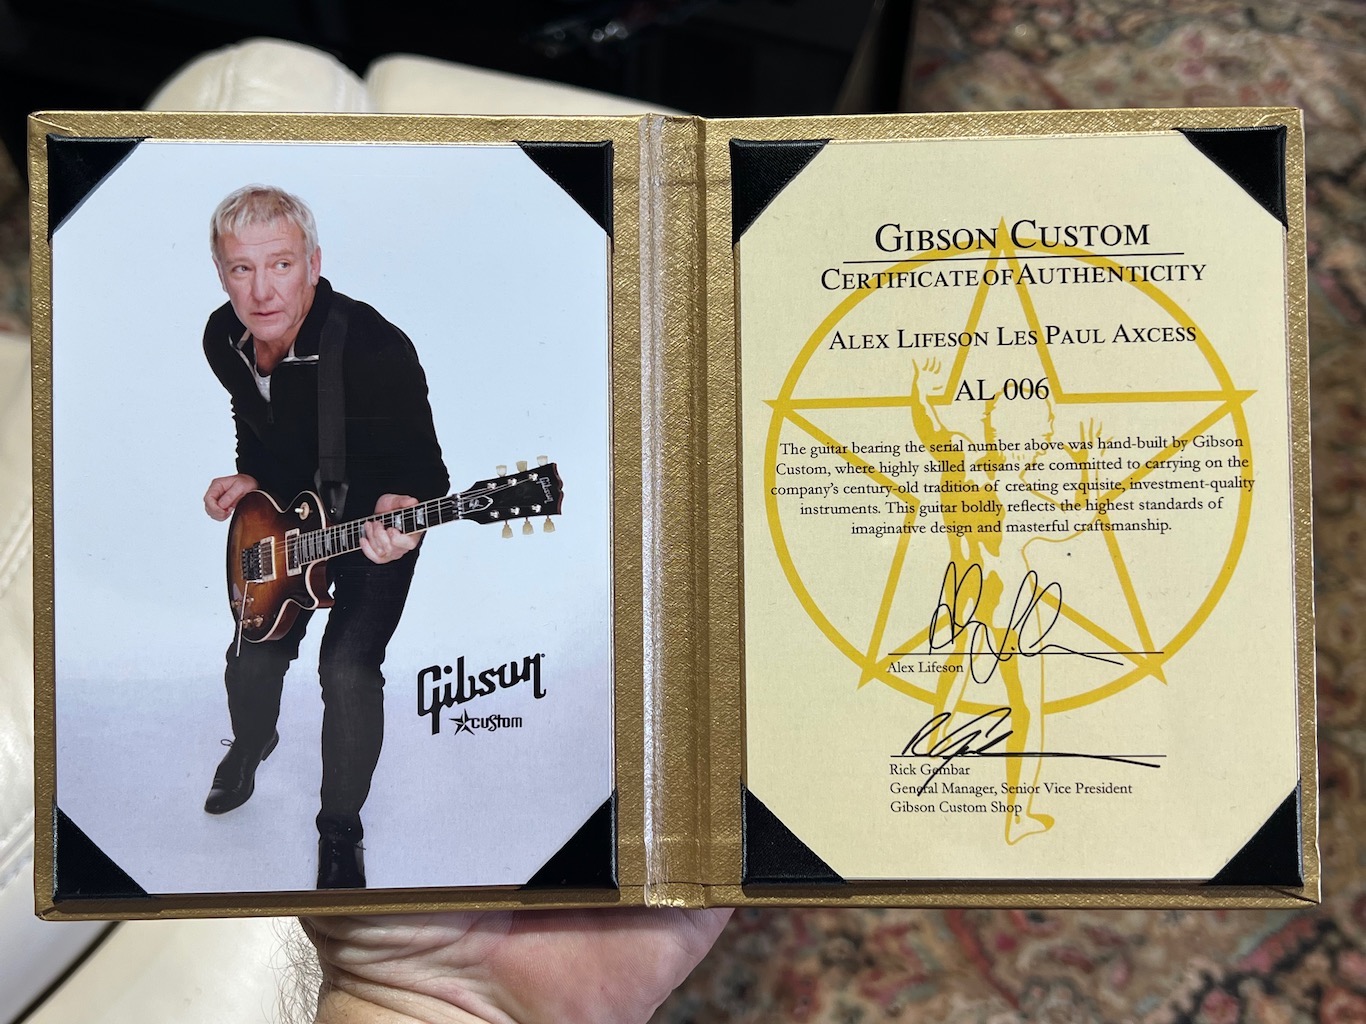 Gibson
Gibson
custom
GIBSON CUSTOM
CERTIFICATE OF AUTHENTICITY
ALEX LIFESON LES PAUL AXCESS
AL 006
The guitar bearing the serial number above was hand-built by Gibson
Custom, where highly skilled artisans are committed to carrying on the
company's century-old tradition of creating exquisite, investment-quality
instruments. This guitar boldly reflects the highest standards of
imaginative design and masterful craftsmanship.
Alex Lifeson
Rick Gembar
General Manager, Senior Vice President
Gibson Custom Shop